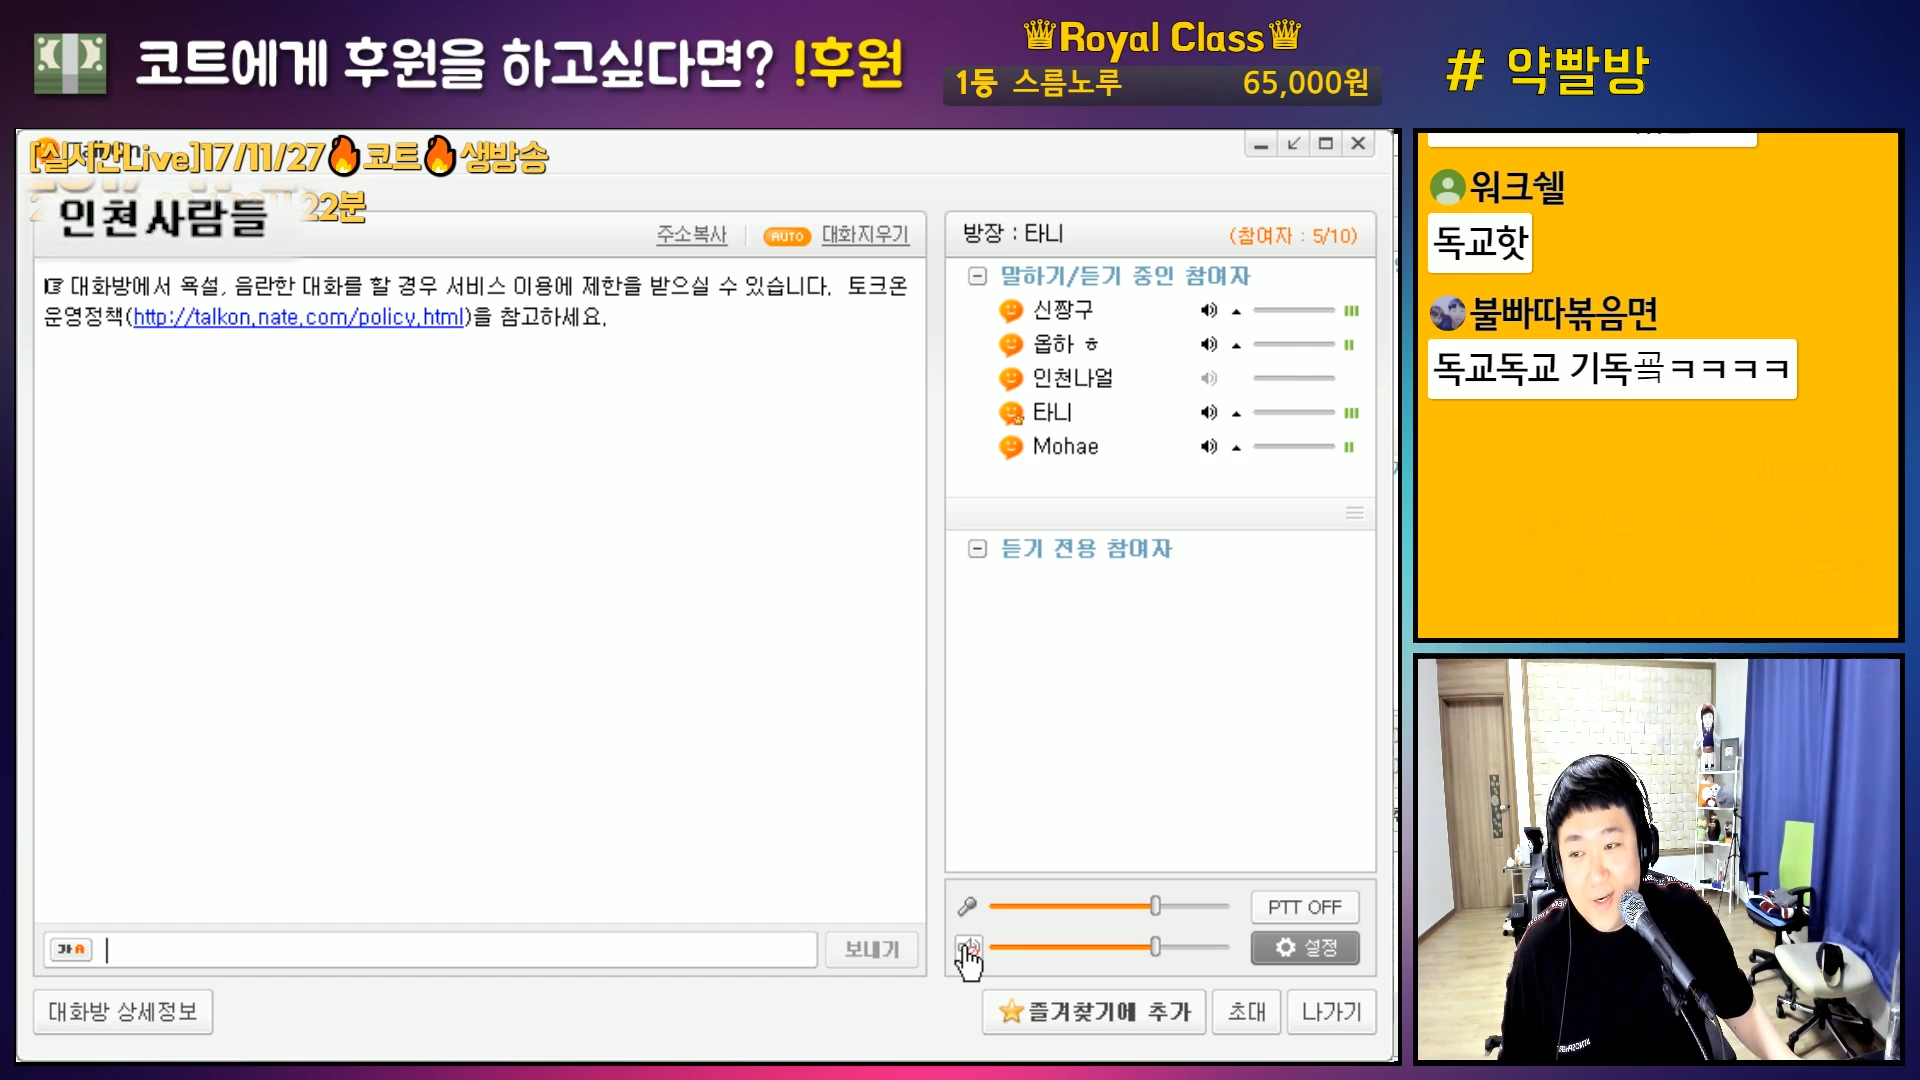 코트에게 후원을 하고싶다면? !후원
♛Royal Class♛
1등 스름노루 65,000원
# 약빨방
[실시간Live]17/11/27🔥코트🔥생방송
22분
인천사람들
주소복사
AUTO 대화지우기
☞ 대화방에서 욕설, 음란한 대화를 할 경우 서비스 이용에 제한을 받으실 수 있습니다. 토크온
운영정책(http://talkon.nate.com/policy.html)을 참고하세요.
가A
보내기
대화방 상세정보
방장 : 타니 (참여자 : 5/10)
말하기/듣기 중인 참여자
신짱구
옵하 ㅎ
인천나얼
타니
Mohae
듣기 전용 참여자
PTT OFF
설정
즐겨찾기에 추가
초대
나가기
워크쉘
독교핫
불빠따볶음면
독교독교 기독교ㅋㅋㅋㅋ